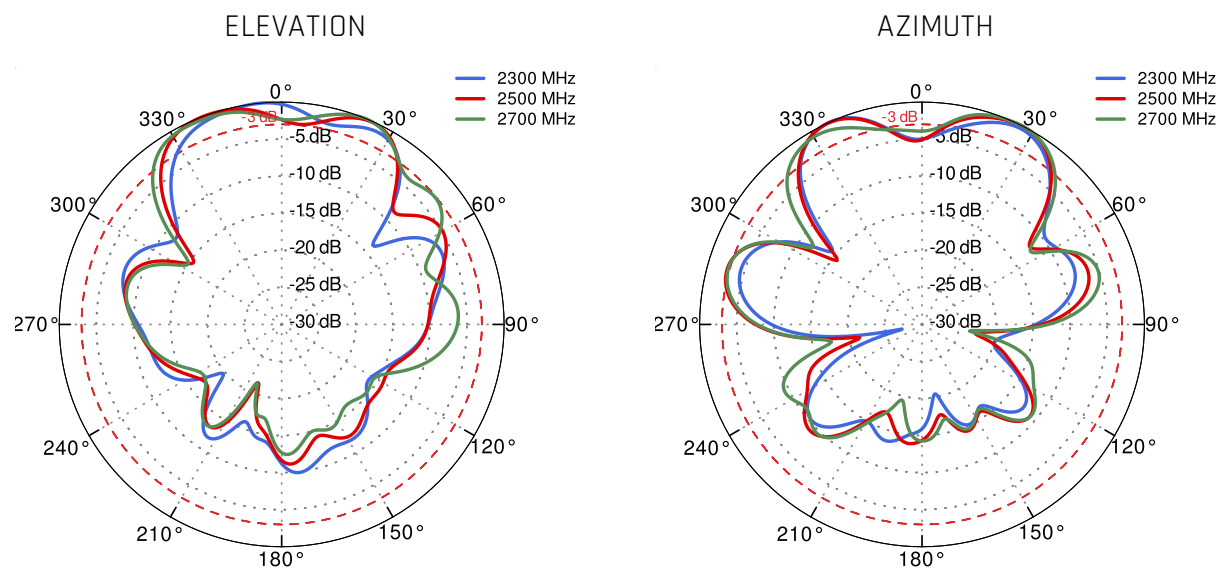 ELEVATION
2300 MHz
2500 MHz
2700 MHz
0°
330°
-3 dB
30°
-5 dB
-10 dB
300°
60°
-15 dB
-20 dB
-25 dB
270°
-30 dB
90°
240°
120°
210°
150°
180°
AZIMUTH
2300 MHz
2500 MHz
2700 MHz
0°
330°
-3 dB
30°
5 dB
-10 dB
300°
60°
-15 dB
-20 dB
-25 dB
270°
-30 dB
90°
240°
120°
210°
150°
180°